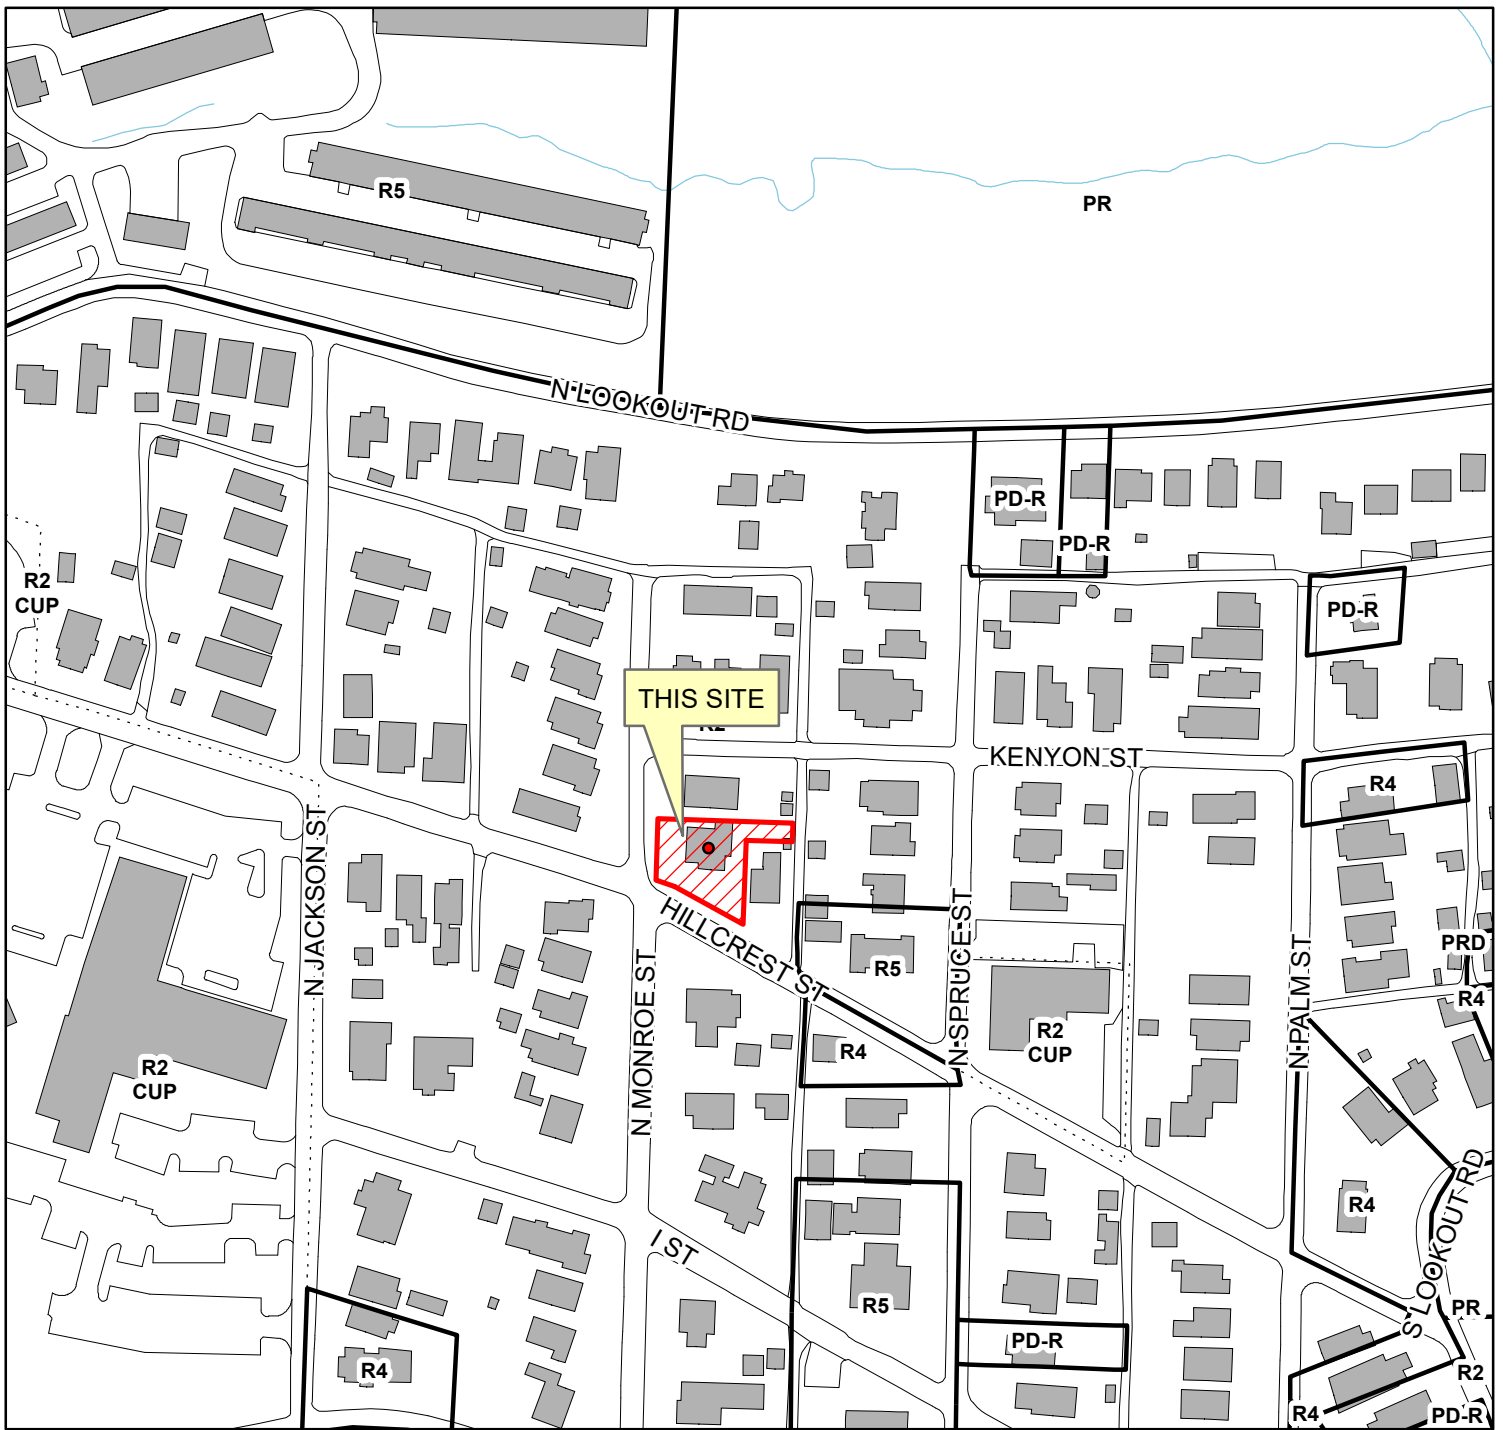 R5
PR
N LOOKOUT RD
PD-R
PD-R
R2
CUP
PD-R
THIS SITE
R2
KENYON ST
R4
N JACKSON ST
HILLCREST ST
N MONROE ST
N SPRUCE ST
N PALM ST
PRD
R5
R4
R2
CUP
R4
R2
CUP
R4
S LOOKOUT RD
I ST
R5
PR
PD-R
R4
R2
R4
PD-R